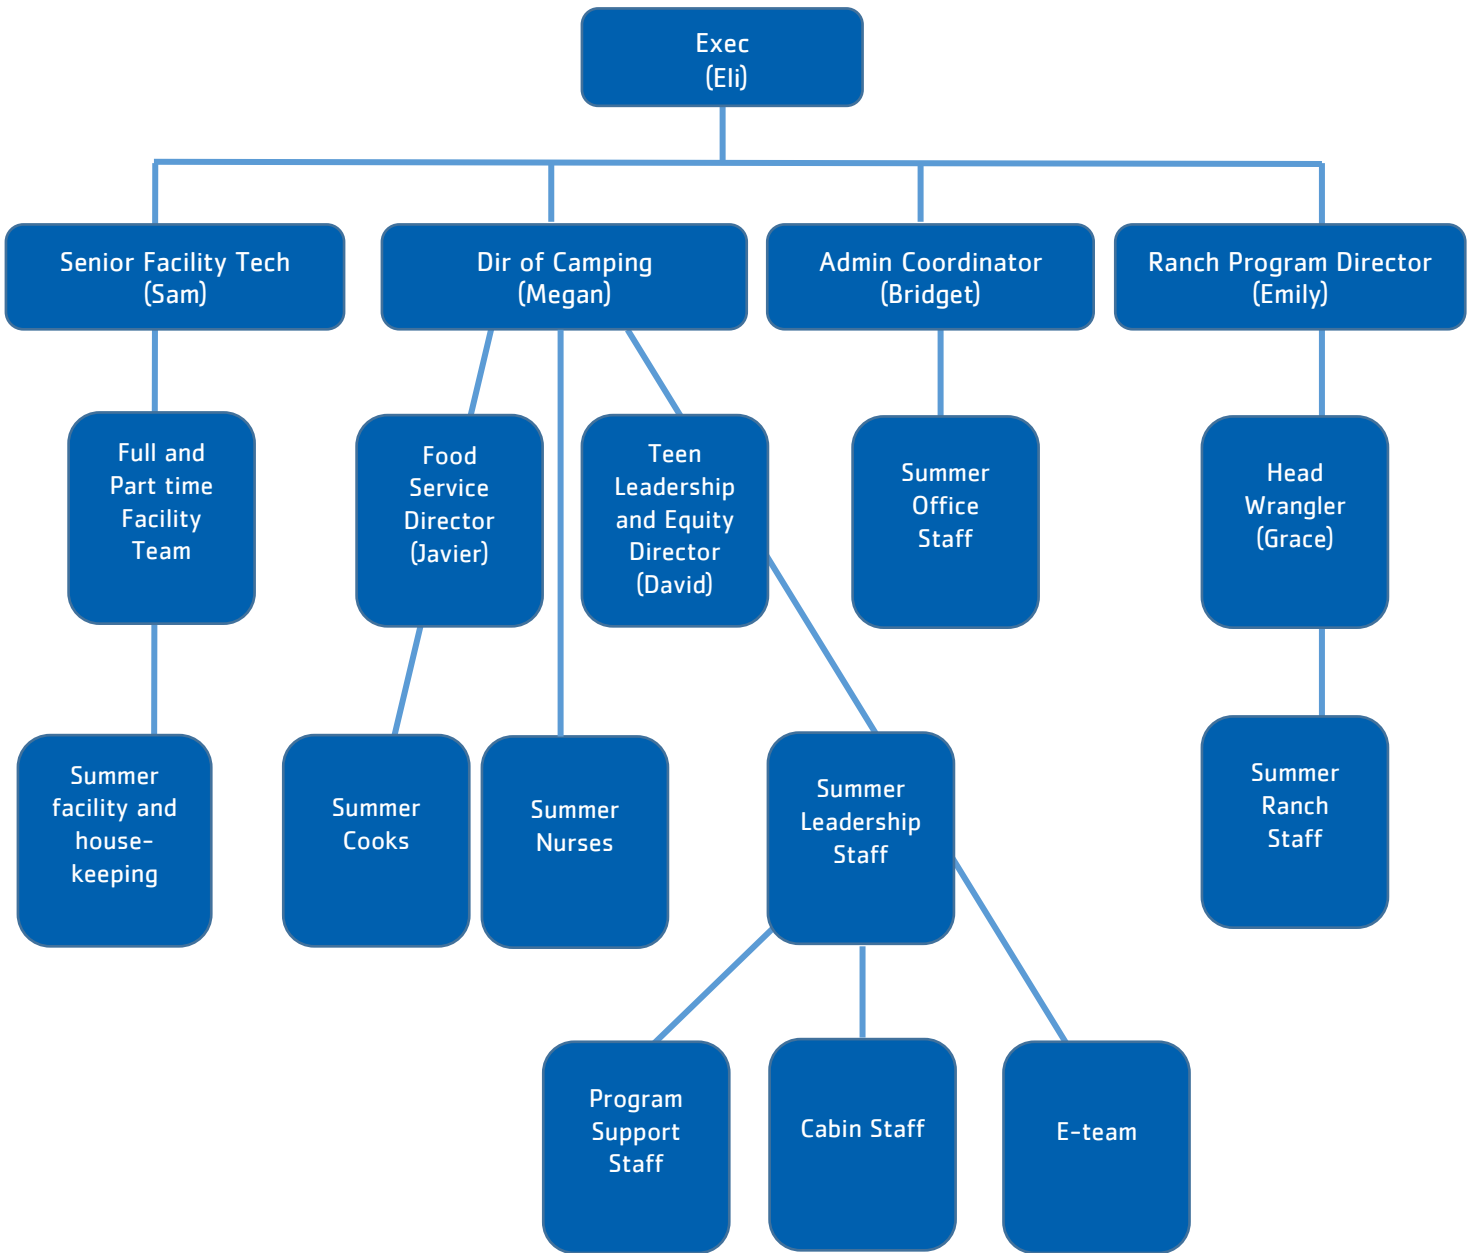 Exec
(Eli)
Senior Facility Tech
(Sam)
Dir of Camping
(Megan)
Admin Coordinator
(Bridget)
Ranch Program Director
(Emily)
Full and
Part time
Facility
Team
Food
Service
Director
(Javier)
Teen
Leadership
and Equity
Director
(David)
Summer
Office
Staff
Head
Wrangler
(Grace)
Summer
facility and
house-
keeping
Summer
Cooks
Summer
Nurses
Summer
Leadership
Staff
Summer
Ranch
Staff
Program
Support
Staff
Cabin Staff
E-team